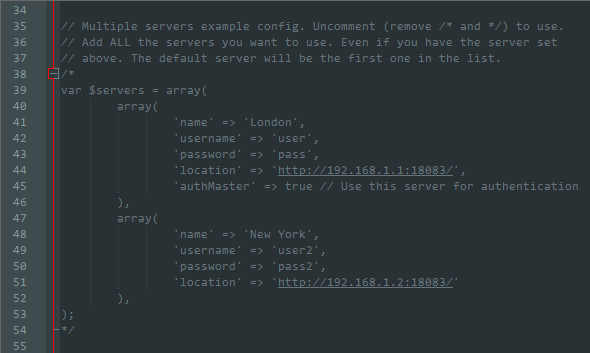 34
35 // Multiple servers example config. Uncomment (remove /* and */) to use.
36 // Add ALL the servers you want to use. Even if you have the server set
37 // above. The default server will be the first one in the list.
38 /*
39 var $servers = array(
40 array(
41 'name' => 'London',
42 'username' => 'user',
43 'password' => 'pass',
44 'location' => 'http://192.168.1.1:18083/',
45 'authMaster' => true // Use this server for authentication
46 ),
47 array(
48 'name' => 'New York',
49 'username' => 'user2',
50 'password' => 'pass2',
51 'location' => 'http://192.168.1.2:18083/'
52 ),
53 );
54 */
55